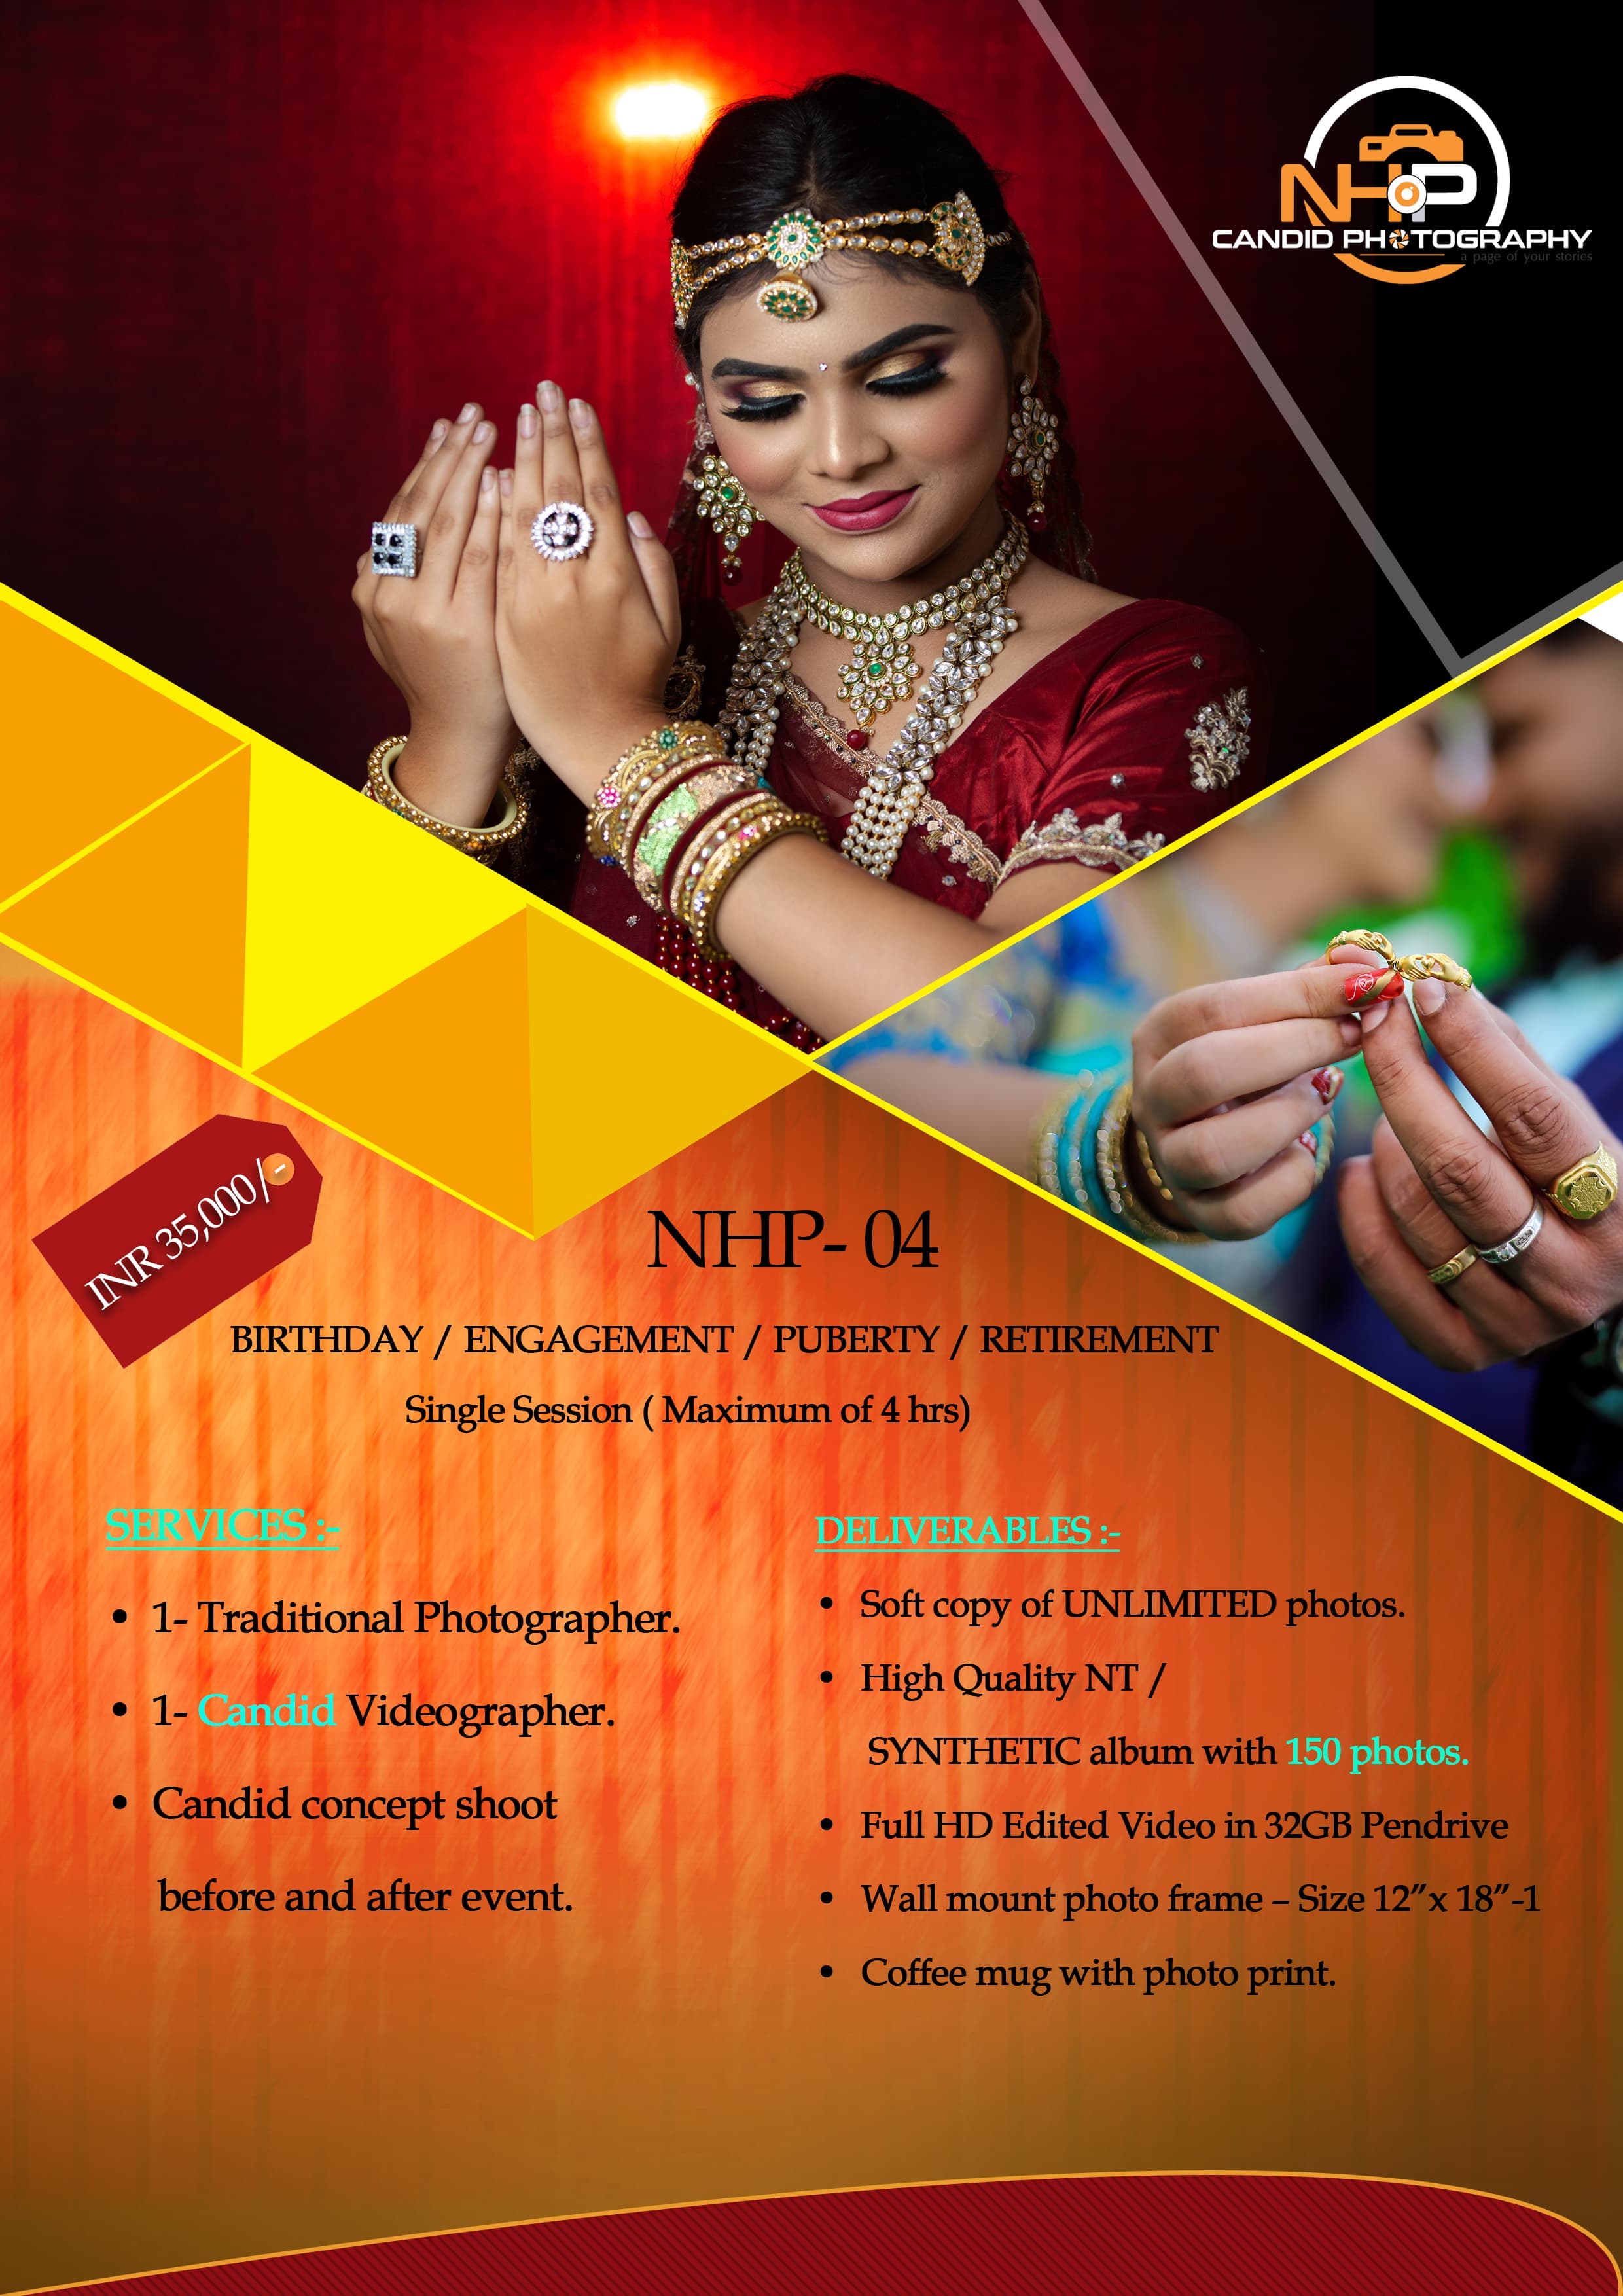 NHP
CANDID PHOTOGRAPHY
a page of your stories
INR 35,000/-
NHP- 04
BIRTHDAY / ENGAGEMENT / PUBERTY / RETIREMENT
Single Session ( Maximum of 4 hrs)
SERVICES :-
• 1- Traditional Photographer.
• 1- Candid Videographer.
• Candid concept shoot
before and after event.
DELIVERABLES :-
• Soft copy of UNLIMITED photos.
• High Quality NT /
SYNTHETIC album with 150 photos.
• Full HD Edited Video in 32GB Pendrive
• Wall mount photo frame – Size 12”x 18”-1
• Coffee mug with photo print.